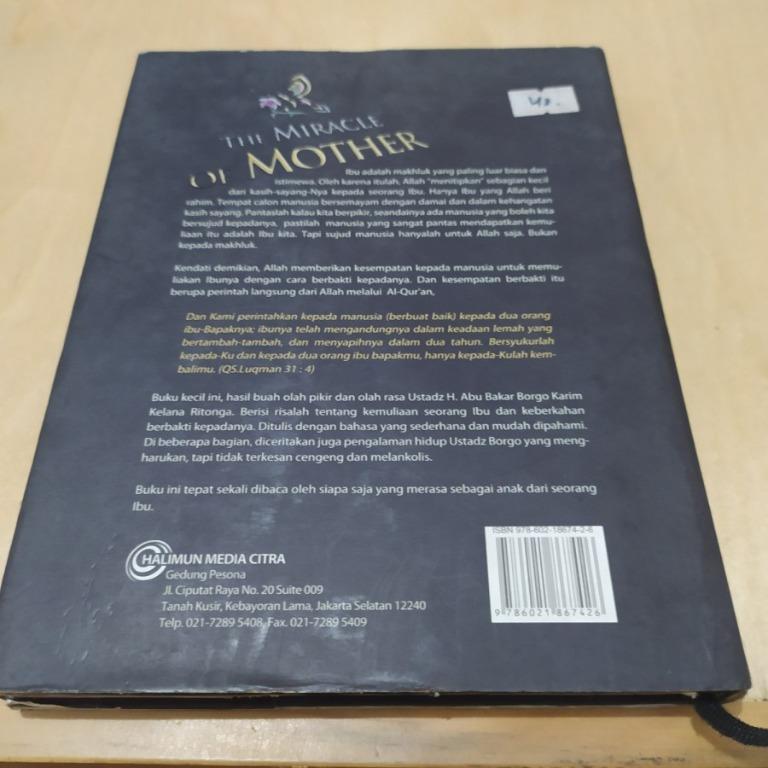 THE MIRACLE
OF MOTHER
40.-
Ibu adalah makhluk yang paling luar biasa dan
istimewa. Oleh karena itulah, Allah "menitipkan" sebagian kecil
dari kasih-sayang-Nya kepada seorang Ibu. Hanya Ibu yang Allah beri
rahim. Tempat calon manusia bersemayam dengan damai dan dalam kehangatan
kasih sayang. Pantaslah kalau kita berpikir, seandainya ada manusia yang boleh kita
bersujud kepadanya, pastilah manusia yang sangat pantas mendapatkan kemu-
liaan itu adalah Ibu kita. Tapi sujud manusia hanyalah untuk Allah saja. Bukan
kepada makhluk.
Kendati demikian, Allah memberikan kesempatan kepada manusia untuk memu-
liakan Ibunya dengan cara berbakti kepadanya. Dan kesempatan berbakti itu
berupa perintah langsung dari Allah melalui Al-Qur'an,
Dan Kami perintahkan kepada manusia (berbuat baik) kepada dua orang
ibu-Bapaknya; ibunya telah mengandungnya dalam keadaan lemah yang
bertambah-tambah, dan menyapihnya dalam dua tahun. Bersyukurlah
kepada-Ku dan kepada dua orang ibu bapakmu, hanya kepada-Kulah kem-
balimu. (QS.Luqman 31 : 4)
Buku kecil ini, hasil buah olah pikir dan olah rasa Ustadz H. Abu Bakar Borgo Karim
Kelana Ritonga. Berisi risalah tentang kemuliaan seorang Ibu dan keberkahan
berbakti kepadanya. Ditulis dengan bahasa yang sederhana dan mudah dipahami.
Di beberapa bagian, diceritakan juga pengalaman hidup Ustadz Borgo yang meng-
harukan, tapi tidak terkesan cengeng dan melankolis.
Buku ini tepat sekali dibaca oleh siapa saja yang merasa sebagai anak dari seorang
Ibu.
HALIMUN MEDIA CITRA
Gedung Pesona
Jl. Ciputat Raya No. 20 Suite 009
Tanah Kusir, Kebayoran Lama, Jakarta Selatan 12240
Telp. 021-7289 5408, Fax. 021-7289 5409
ISBN 978-602-18674-2-6
9 786021 867426